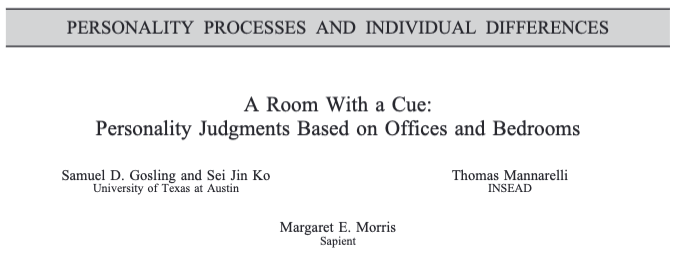 PERSONALITY PROCESSES AND INDIVIDUAL DIFFERENCES
A Room With a Cue:
Personality Judgments Based on Offices and Bedrooms
Samuel D. Gosling and Sei Jin Ko
University of Texas at Austin
Thomas Mannarelli
INSEAD
Margaret E. Morris
Sapient